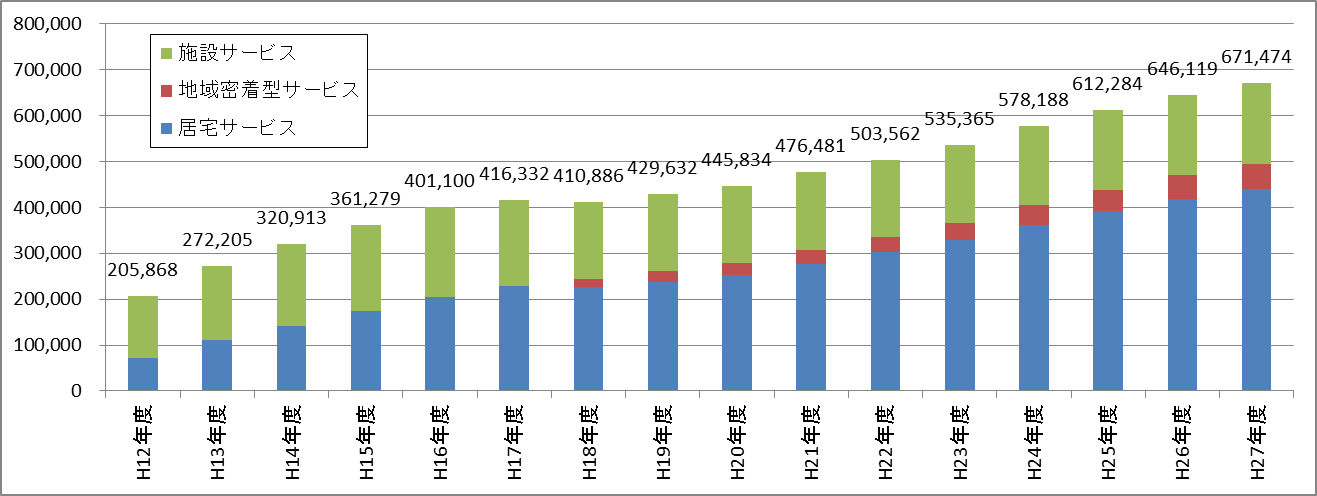 800,000
700,000
600,000
500,000
400,000
300,000
200,000
100,000
0
施設サービス
地域密着型サービス
居宅サービス
205,868
272,205
320,913
361,279
401,100
416,332
410,886
429,632
445,834
476,481
503,562
535,365
578,188
612,284
646,119
671,474
H12年度
H13年度
H14年度
H15年度
H16年度
H17年度
H18年度
H19年度
H20年度
H21年度
H22年度
H23年度
H24年度
H25年度
H26年度
H27年度